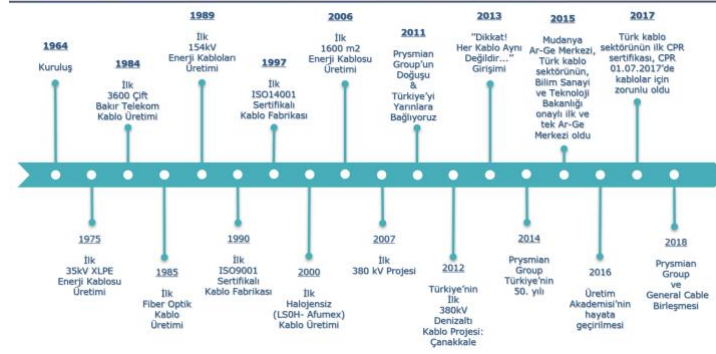 1964
Kuruluş
1984
İlk
3600 Çift
Bakır Telekom
Kablo Üretimi
1989
İlk
154kV
Enerji Kabloları
Üretimi
1997
İlk
ISO14001
Sertifikalı
Kablo Fabrikası
2006
İlk
1600 m2
Enerji Kablosu
Üretimi
2011
Prysmian
Group'un
Doğuşu
&
Türkiye'yi
Yarınlara
Bağlıyoruz
2013
"Dikkat!
Her Kablo Aynı
Değildir..."
Girişimi
2015
Mudanya
Ar-Ge Merkezi,
Türk kablo
sektörünün,
Bilim Sanayi
ve Teknoloji
Bakanlığı
onaylı ilk ve
tek Ar-Ge
Merkezi oldu
2017
Türk kablo
sektörünün ilk CPR
sertifikası, CPR
01.07.2017'de
kablolar için
zorunlu oldu
1975
İlk
35kV XLPE
Enerji Kablosu
Üretimi
1985
İlk
Fiber Optik
Kablo
Üretimi
1990
İlk
ISO9001
Sertifikalı
Kablo Fabrikası
2000
İlk
Halojensiz
(LS0H- Afumex)
Kablo Üretimi
2007
İlk
380 kV Projesi
2012
Türkiye'nin
İlk
380kV
Denizaltı
Kablo Projesi:
Çanakkale
2014
Prysmian
Group
Türkiye'nin
50. yılı
2016
Üretim
Akademisi'nin
hayata
geçirilmesi
2018
Prysmian
Group
ve
General Cable
Birleşmesi